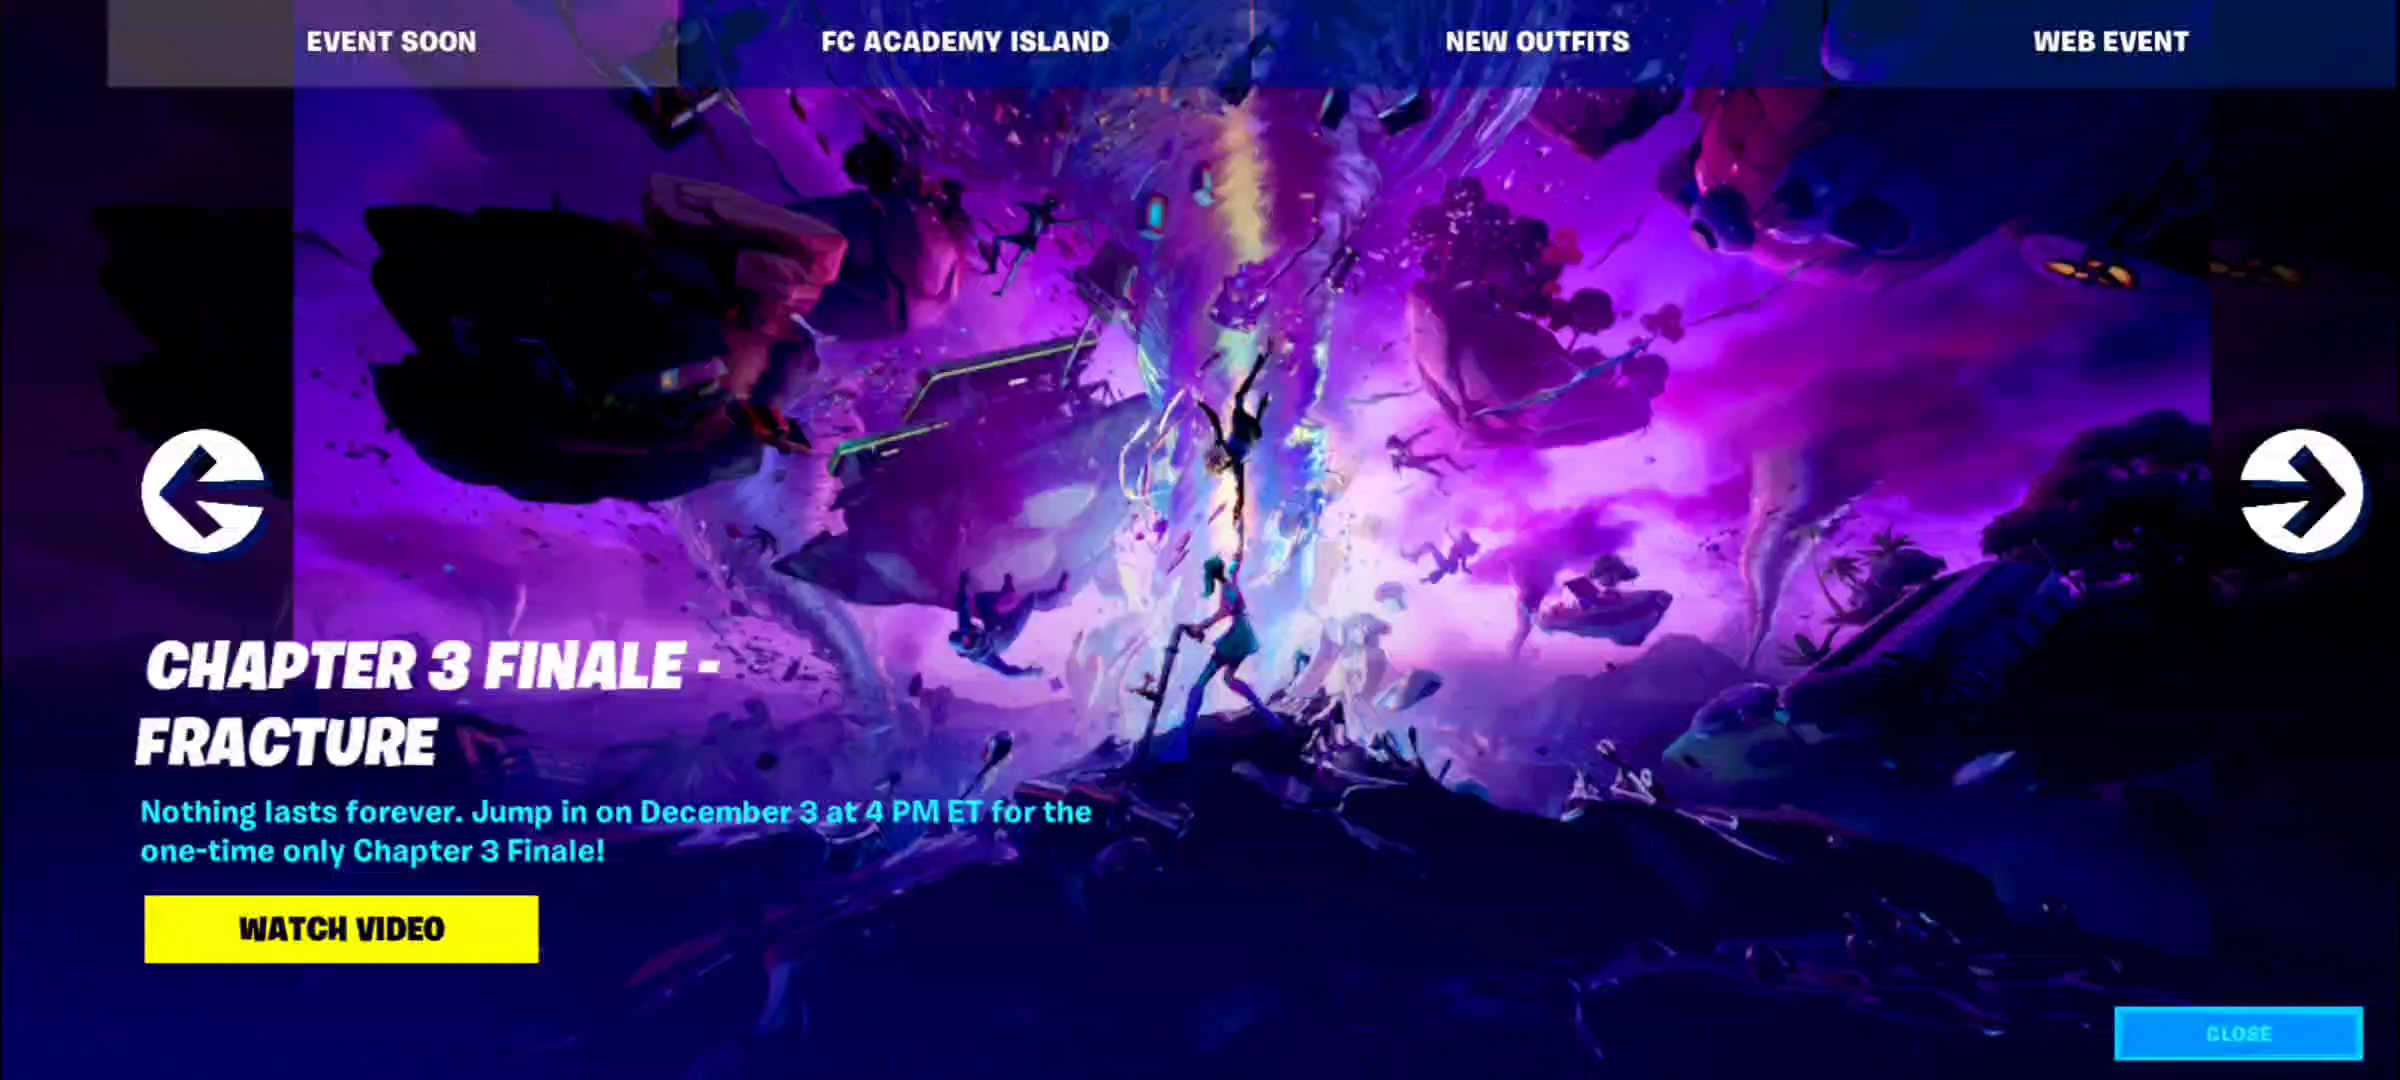 EVENT SOON
FC ACADEMY ISLAND
NEW OUTFITS
WEB EVENT
CHAPTER 3 FINALE -
FRACTURE
Nothing lasts forever. Jump in on December 3 at 4 PM ET for the
one-time only Chapter 3 Finale!
WATCH VIDEO
CLOSE